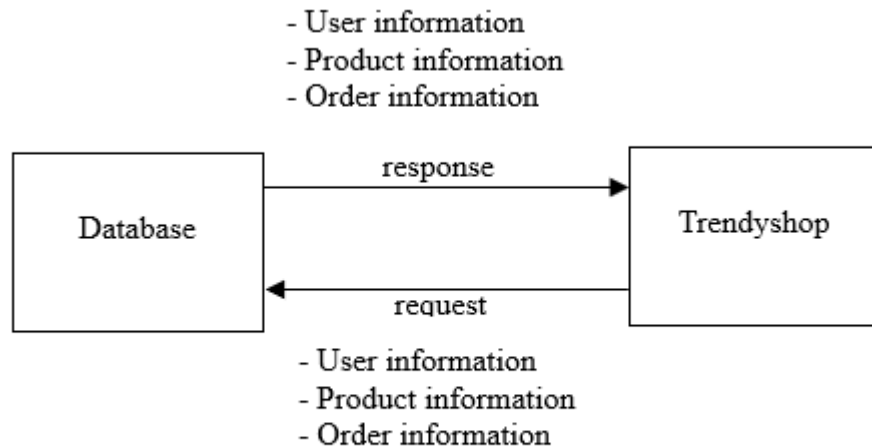 - User information
- Product information
- Order information
response
Database
Trendyshop
request
- User information
- Product information
- Order information